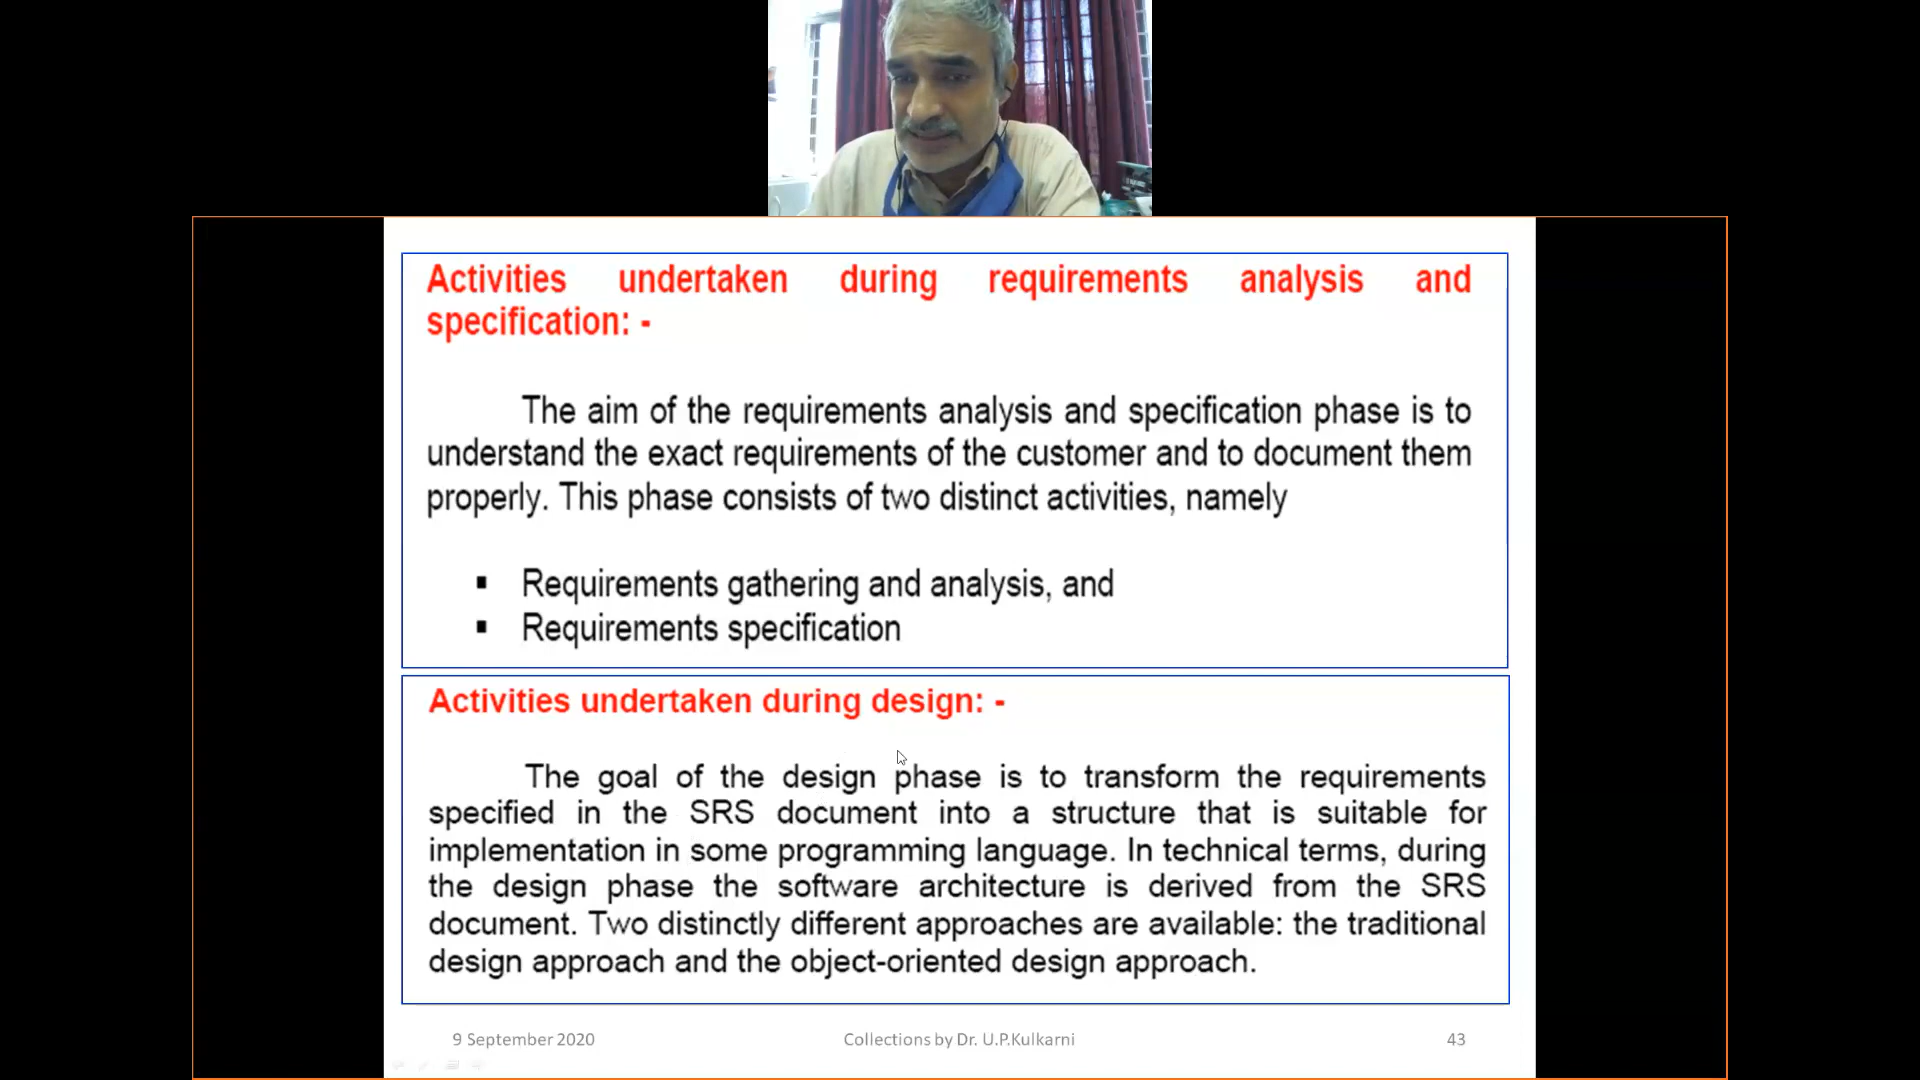 Activities undertaken during requirements analysis and
specification: -
The aim of the requirements analysis and specification phase is to
understand the exact requirements of the customer and to document them
properly. This phase consists of two distinct activities, namely
▪ Requirements gathering and analysis, and
▪ Requirements specification
Activities undertaken during design: -
The goal of the design phase is to transform the requirements
specified in the SRS document into a structure that is suitable for
implementation in some programming language. In technical terms, during
the design phase the software architecture is derived from the SRS
document. Two distinctly different approaches are available: the traditional
design approach and the object-oriented design approach.
9 September 2020 Collections by Dr. U.P.Kulkarni 43